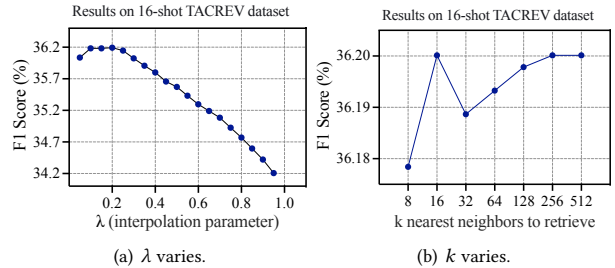 Results on 16-shot TACREV dataset
F1 Score (%)
36.2
35.7
35.2
34.7
34.2
0.2 0.4 0.6 0.8 1.0
λ (interpolation parameter)
(a) λ varies.
Results on 16-shot TACREV dataset
F1 Score (%)
36.20
36.19
36.18
8 16 32 64 128 256 512
k nearest neighbors to retrieve
(b) k varies.